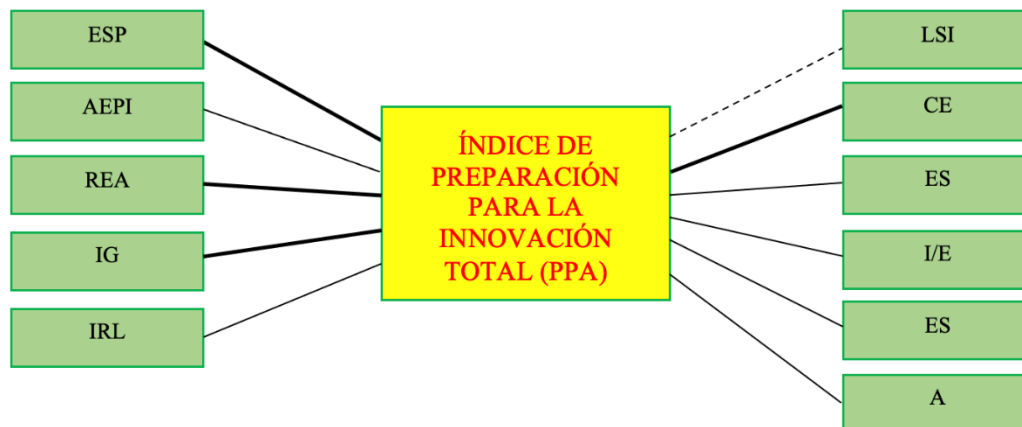 ESP
AEPI
REA
IG
IRL
ÍNDICE DE
PREPARACIÓN
PARA LA
INNOVACIÓN
TOTAL (PPA)
LSI
CE
ES
I/E
ES
A